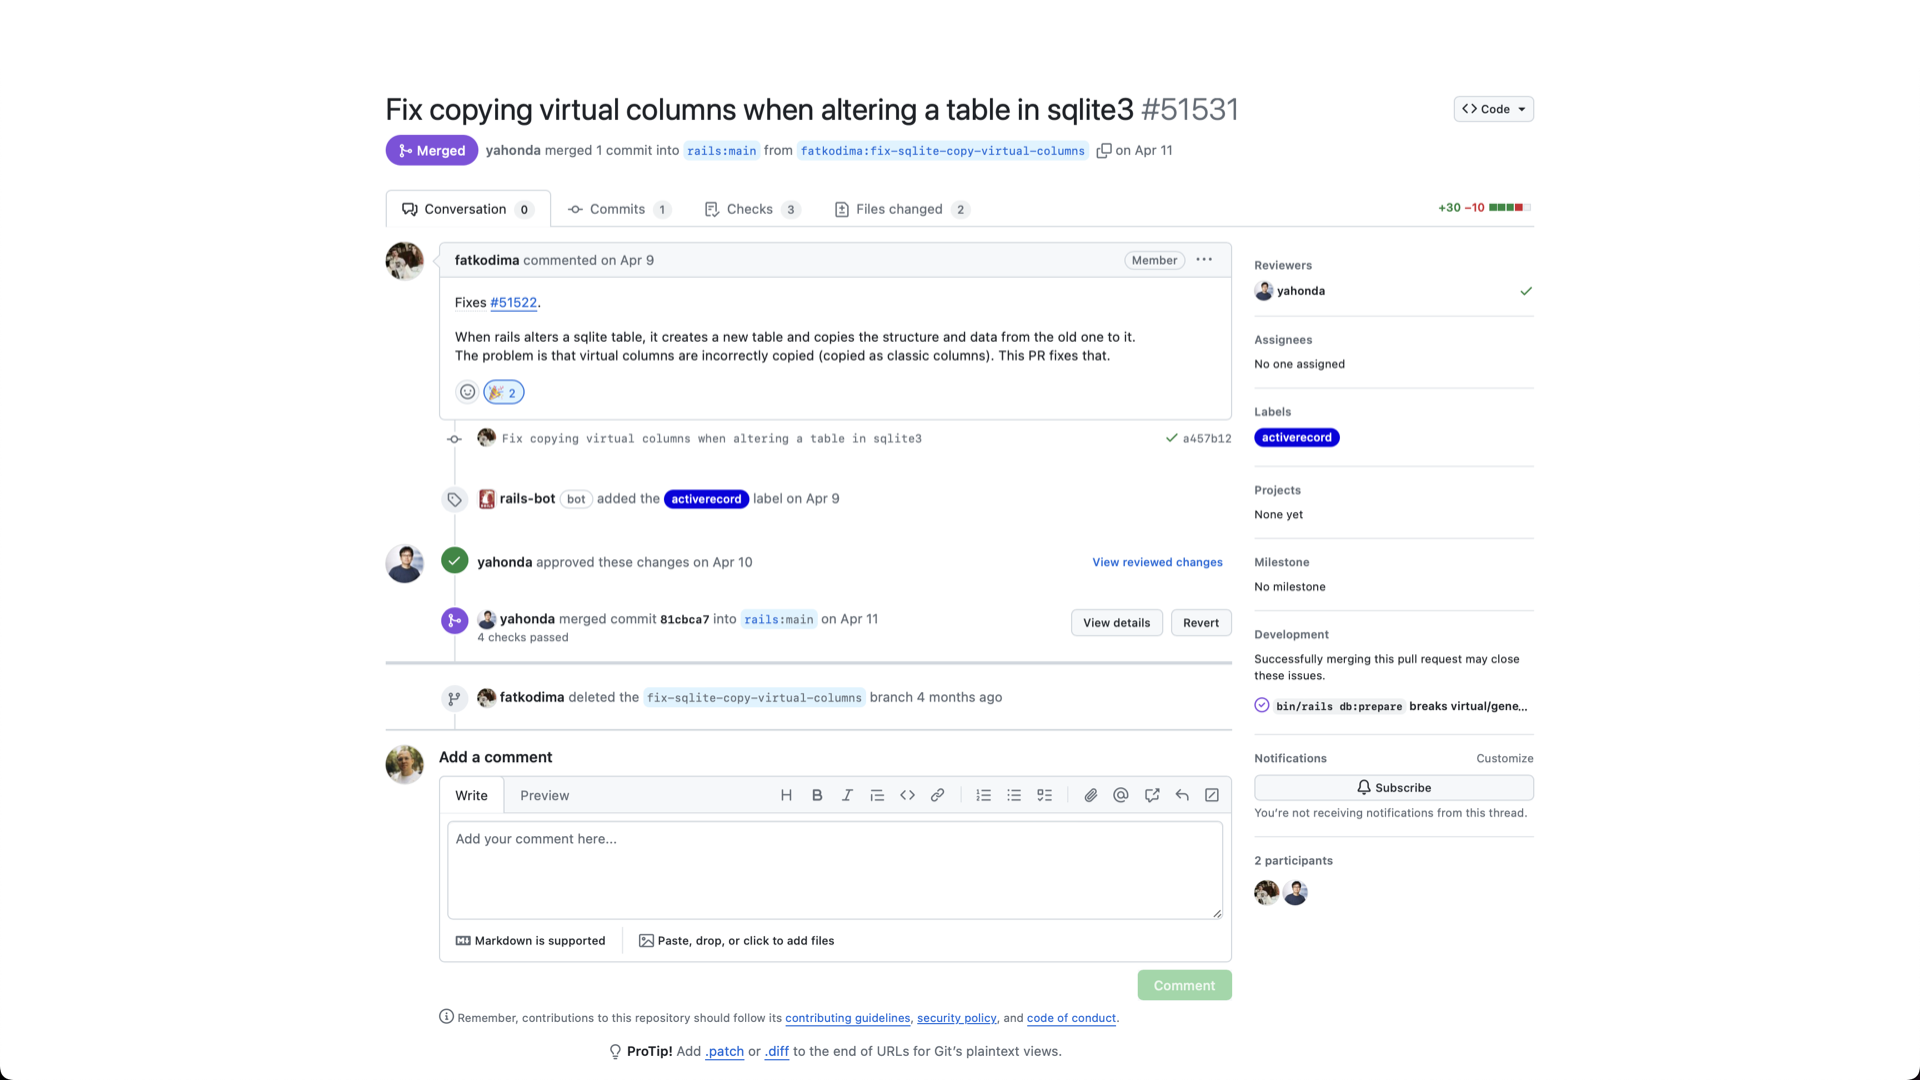 Fix copying virtual columns when altering a table in sqlite3 #51531
Code
Merged
yahonda merged 1 commit into rails:main from fatkodima:fix-sqlite-copy-virtual-columns on Apr 11
Conversation 0
Commits 1
Checks 3
Files changed 2
+30 −10
fatkodima commented on Apr 9
Member
Fixes #51522.
When rails alters a sqlite table, it creates a new table and copies the structure and data from the old one to it.
The problem is that virtual columns are incorrectly copied (copied as classic columns). This PR fixes that.
2
Fix copying virtual columns when altering a table in sqlite3
a457b12
rails-bot bot added the activerecord label on Apr 9
yahonda approved these changes on Apr 10
View reviewed changes
yahonda merged commit 81cbca7 into rails:main on Apr 11
4 checks passed
View details
Revert
fatkodima deleted the fix-sqlite-copy-virtual-columns branch 4 months ago
Add a comment
Write
Preview
Add your comment here...
Markdown is supported
Paste, drop, or click to add files
Comment
Remember, contributions to this repository should follow its contributing guidelines, security policy, and code of conduct.
ProTip! Add .patch or .diff to the end of URLs for Git's plaintext views.
Reviewers
yahonda
Assignees
No one assigned
Labels
activerecord
Projects
None yet
Milestone
No milestone
Development
Successfully merging this pull request may close
these issues.
bin/rails db:prepare breaks virtual/gene...
Notifications
Customize
Subscribe
You're not receiving notifications from this thread.
2 participants